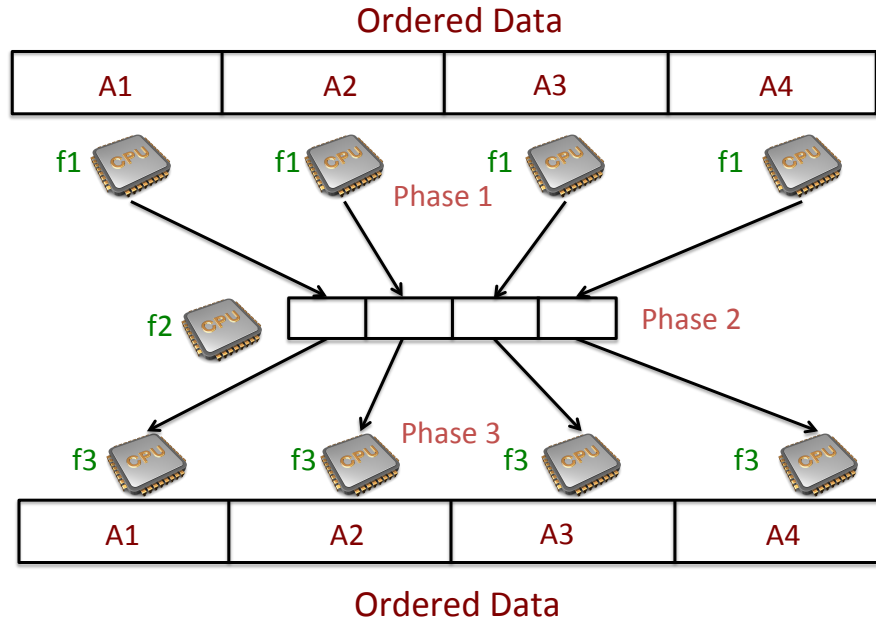 Ordered Data
A1 A2 A3 A4
f1 CPU f1 CPU f1 CPU f1 CPU
Phase 1
f2 CPU
Phase 2
Phase 3
f3 CPU f3 CPU f3 CPU f3 CPU
A1 A2 A3 A4
Ordered Data